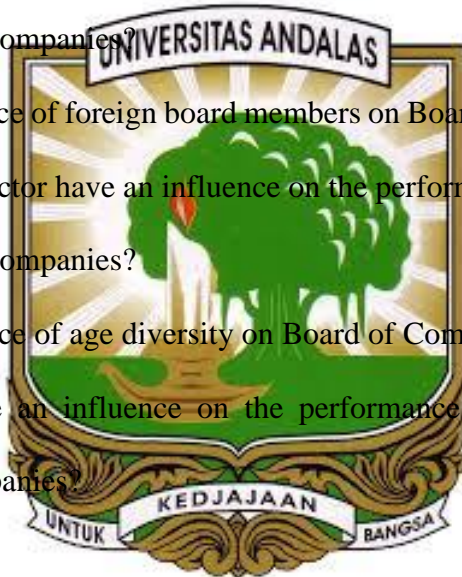 companies?
UNIVERSITAS ANDALAS
ce of foreign board members on Boar
ctor have an influence on the perform
ompanies?
ce of age diversity on Board of Com
an influence on the performance
panies?
KEDJAJAAN
UNTUK BANGSA